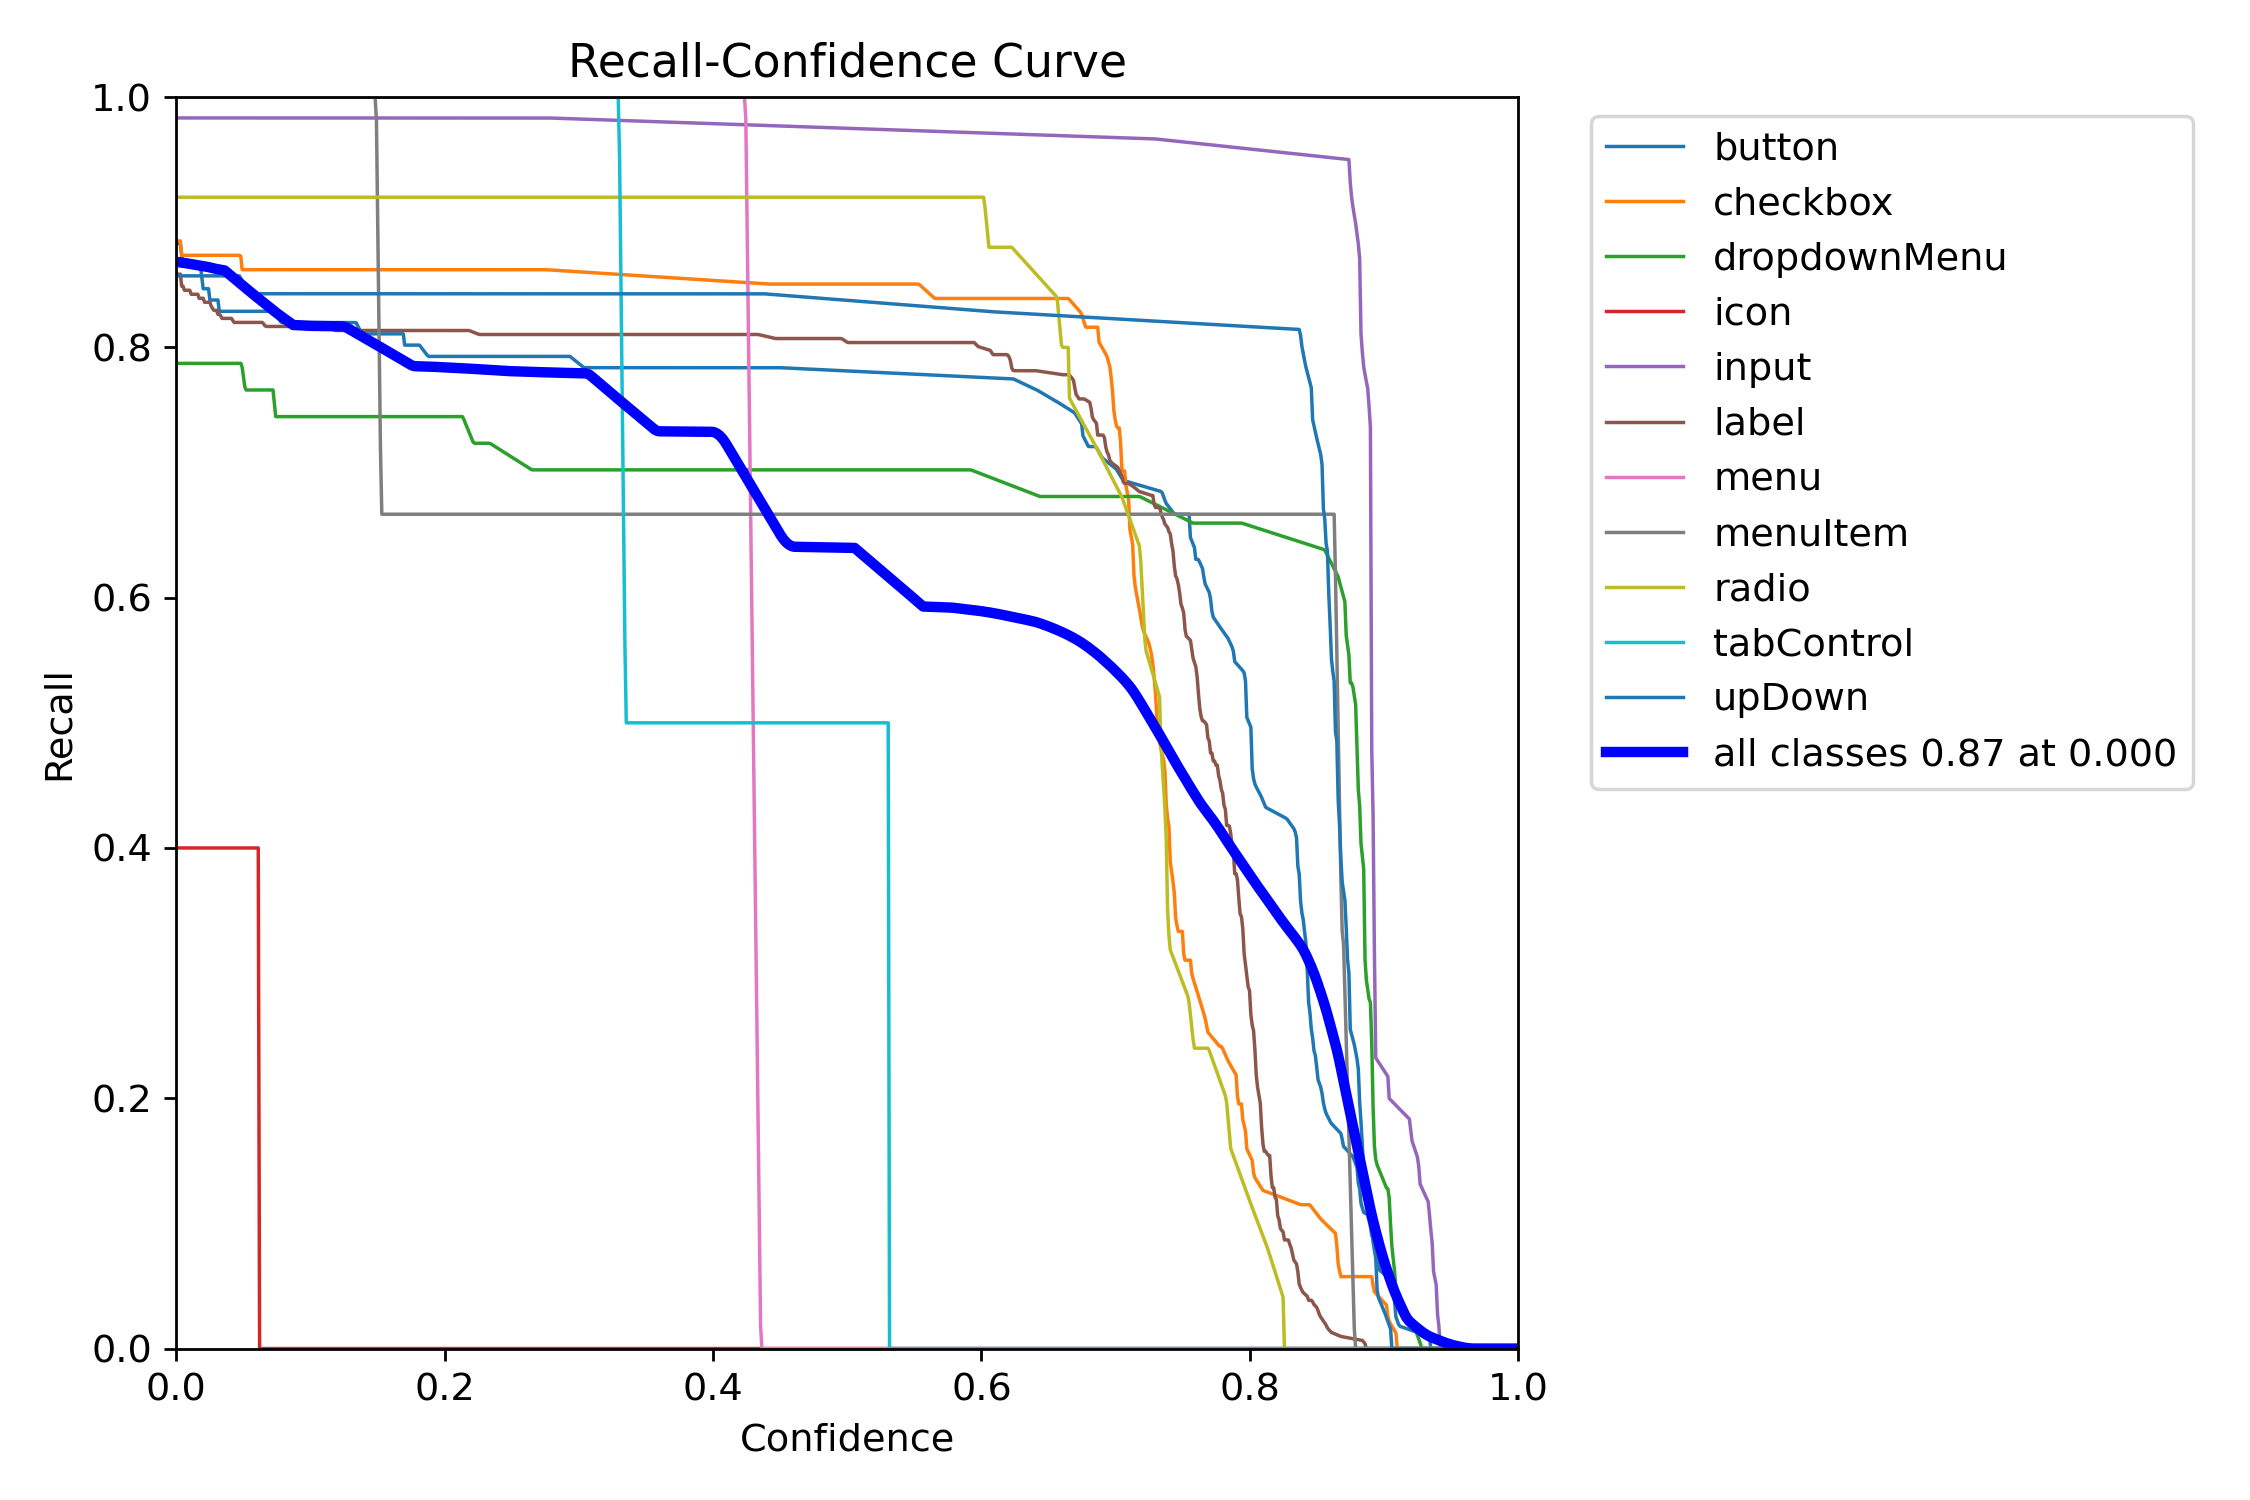 Recall-Confidence Curve
1.0
0.8
0.6
0.4
0.2
0.0
Recall
0.0 0.2 0.4 0.6 0.8 1.0
Confidence
button
checkbox
dropdownMenu
icon
input
label
menu
menuItem
radio
tabControl
upDown
all classes 0.87 at 0.000